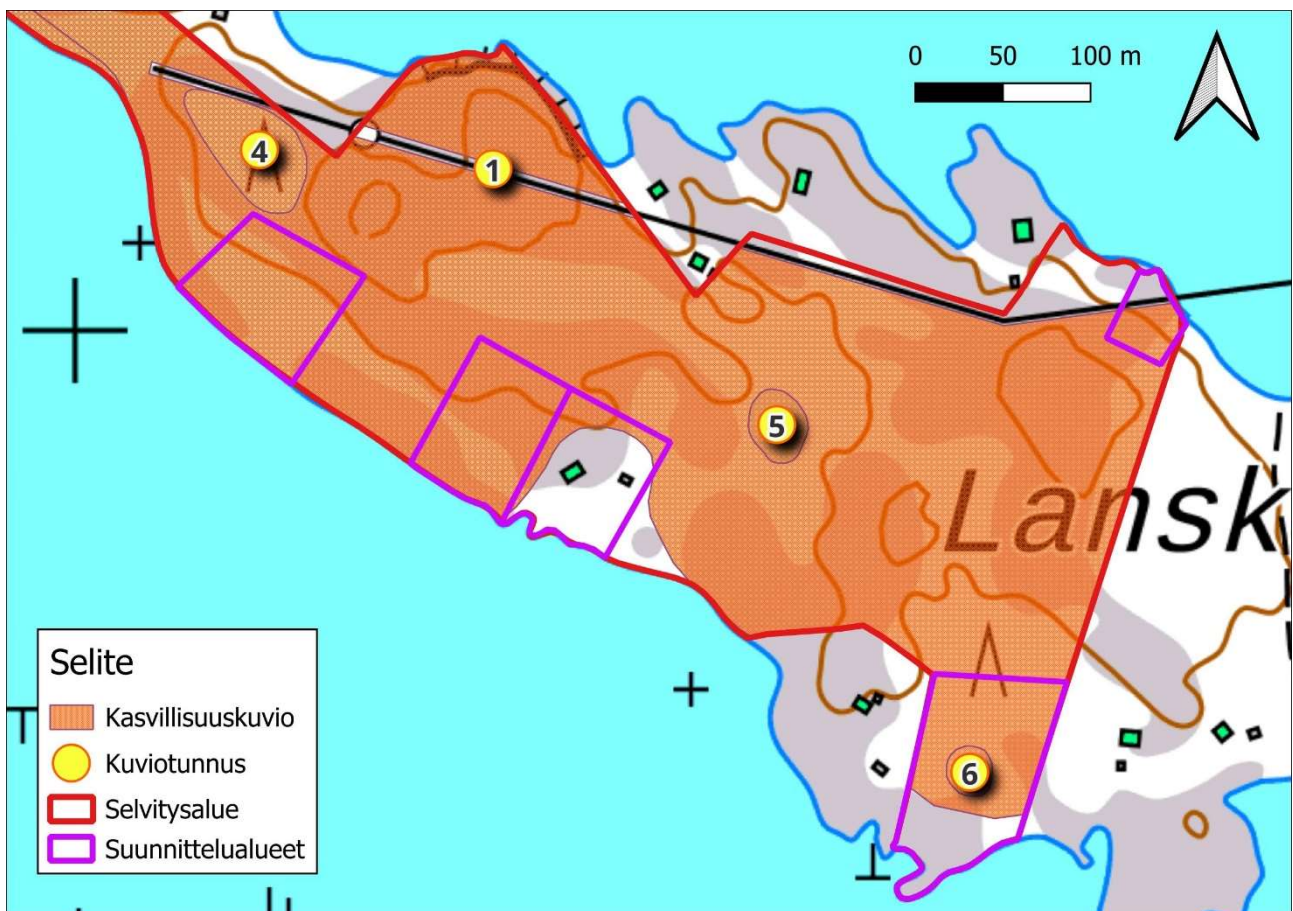 0 50 100 m
4
1
5
Lansk
6
Selite
Kasvillisuuskuvio
Kuviotunnus
Selvitysalue
Suunnittelualueet